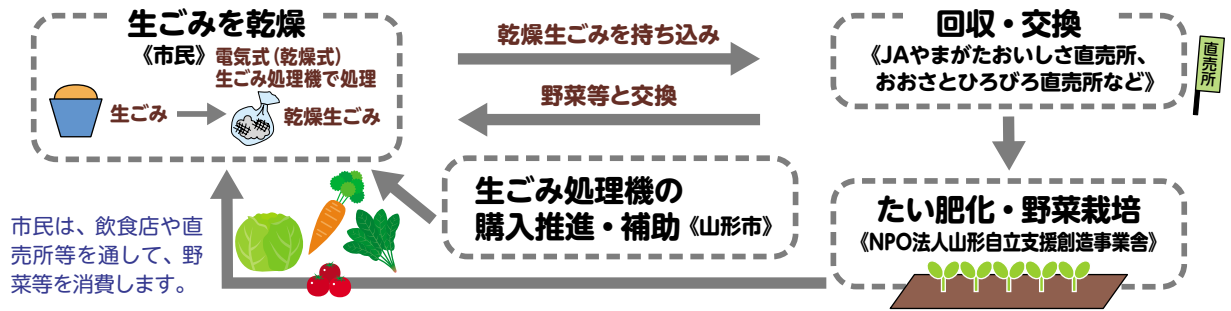 生ごみを乾燥
《市民》電気式(乾燥式)
生ごみ処理機で処理
生ごみ
乾燥生ごみ
乾燥生ごみを持ち込み
野菜等と交換
回収・交換
《JAやまがたおいしさ直売所、
おおさとひろびろ直売所など》
直売所
生ごみ処理機の
購入推進・補助《山形市》
たい肥化・野菜栽培
《NPO法人山形自立支援創造事業舎》
市民は、飲食店や直
売所等を通して、野
菜等を消費します。